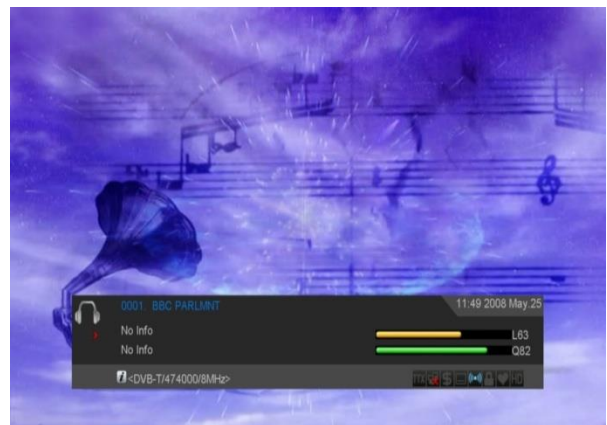 0001. BBC PARLMNT
11:49 2008 May.25
No Info
L63
No Info
Q82
<DVB-T/474000/8MHz>